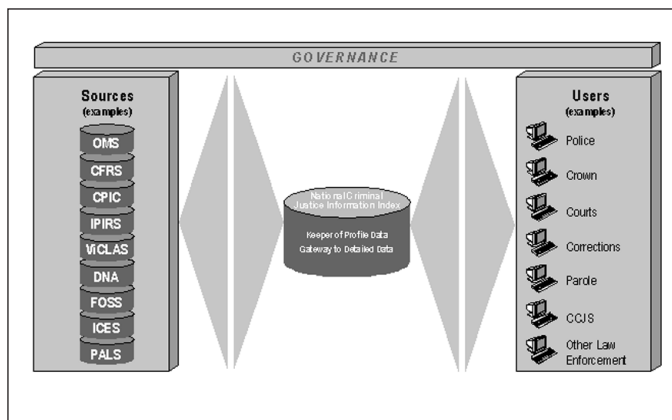 GOVERNANCE
Sources
(examples)
OMS
CFRS
CPIC
IPIRS
ViCLAS
DNA
FOSS
ICES
PALS
National Criminal
Justice Information Index
Keeper of Profile Data
Gateway to Detailed Data
Users
(examples)
Police
Crown
Courts
Corrections
Parole
CCJS
Other Law
Enforcement